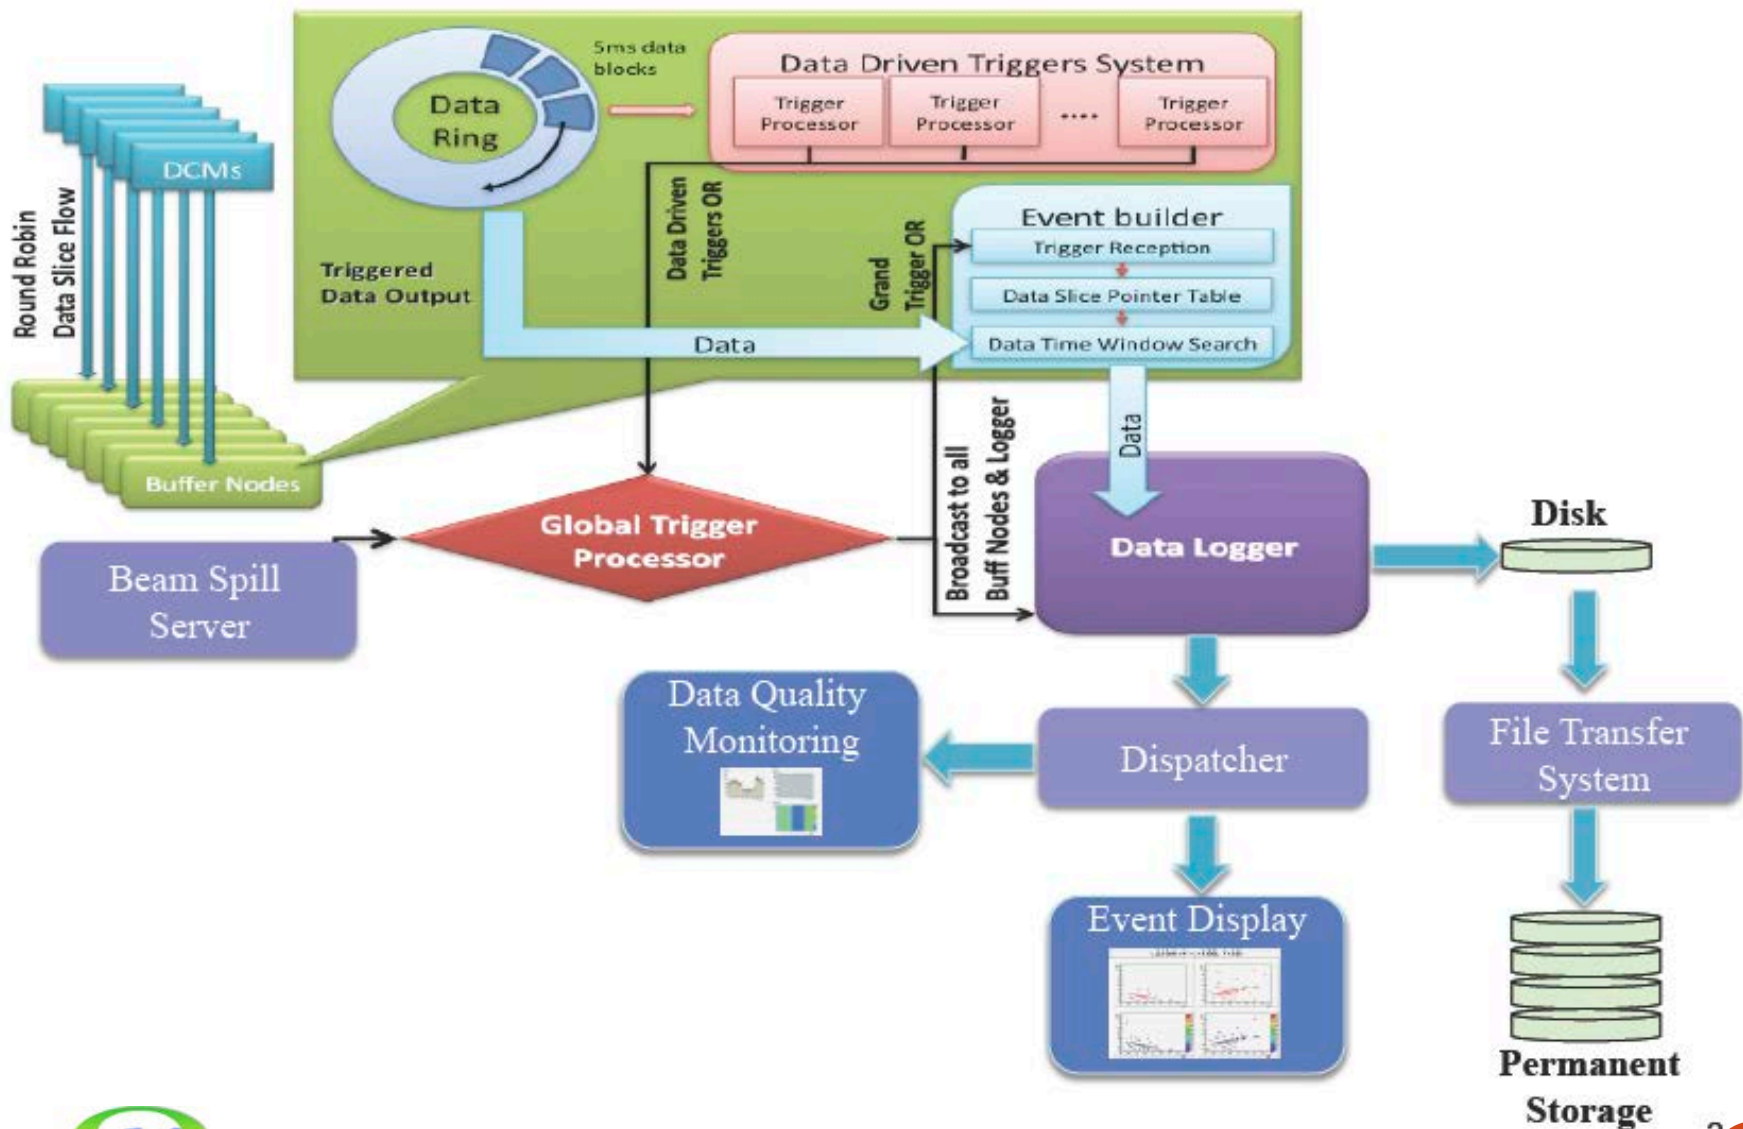 5ms data
blocks
Data Driven Triggers System
Data
Ring
Trigger
Processor
Trigger
Processor
....
Trigger
Processor
DCMs
Round Robin
Data Slice Flow
Triggered
Data Output
Data Driven
Triggers OR
Grand
Trigger OR
Event builder
Trigger Reception
Data Slice Pointer Table
Data Time Window Search
Data
Data
Buffer Nodes
Broadcast to all
Buff Nodes & Logger
Beam Spill
Server
Global Trigger
Processor
Data Logger
Disk
Data Quality
Monitoring
Dispatcher
File Transfer
System
Event Display
Permanent
Storage